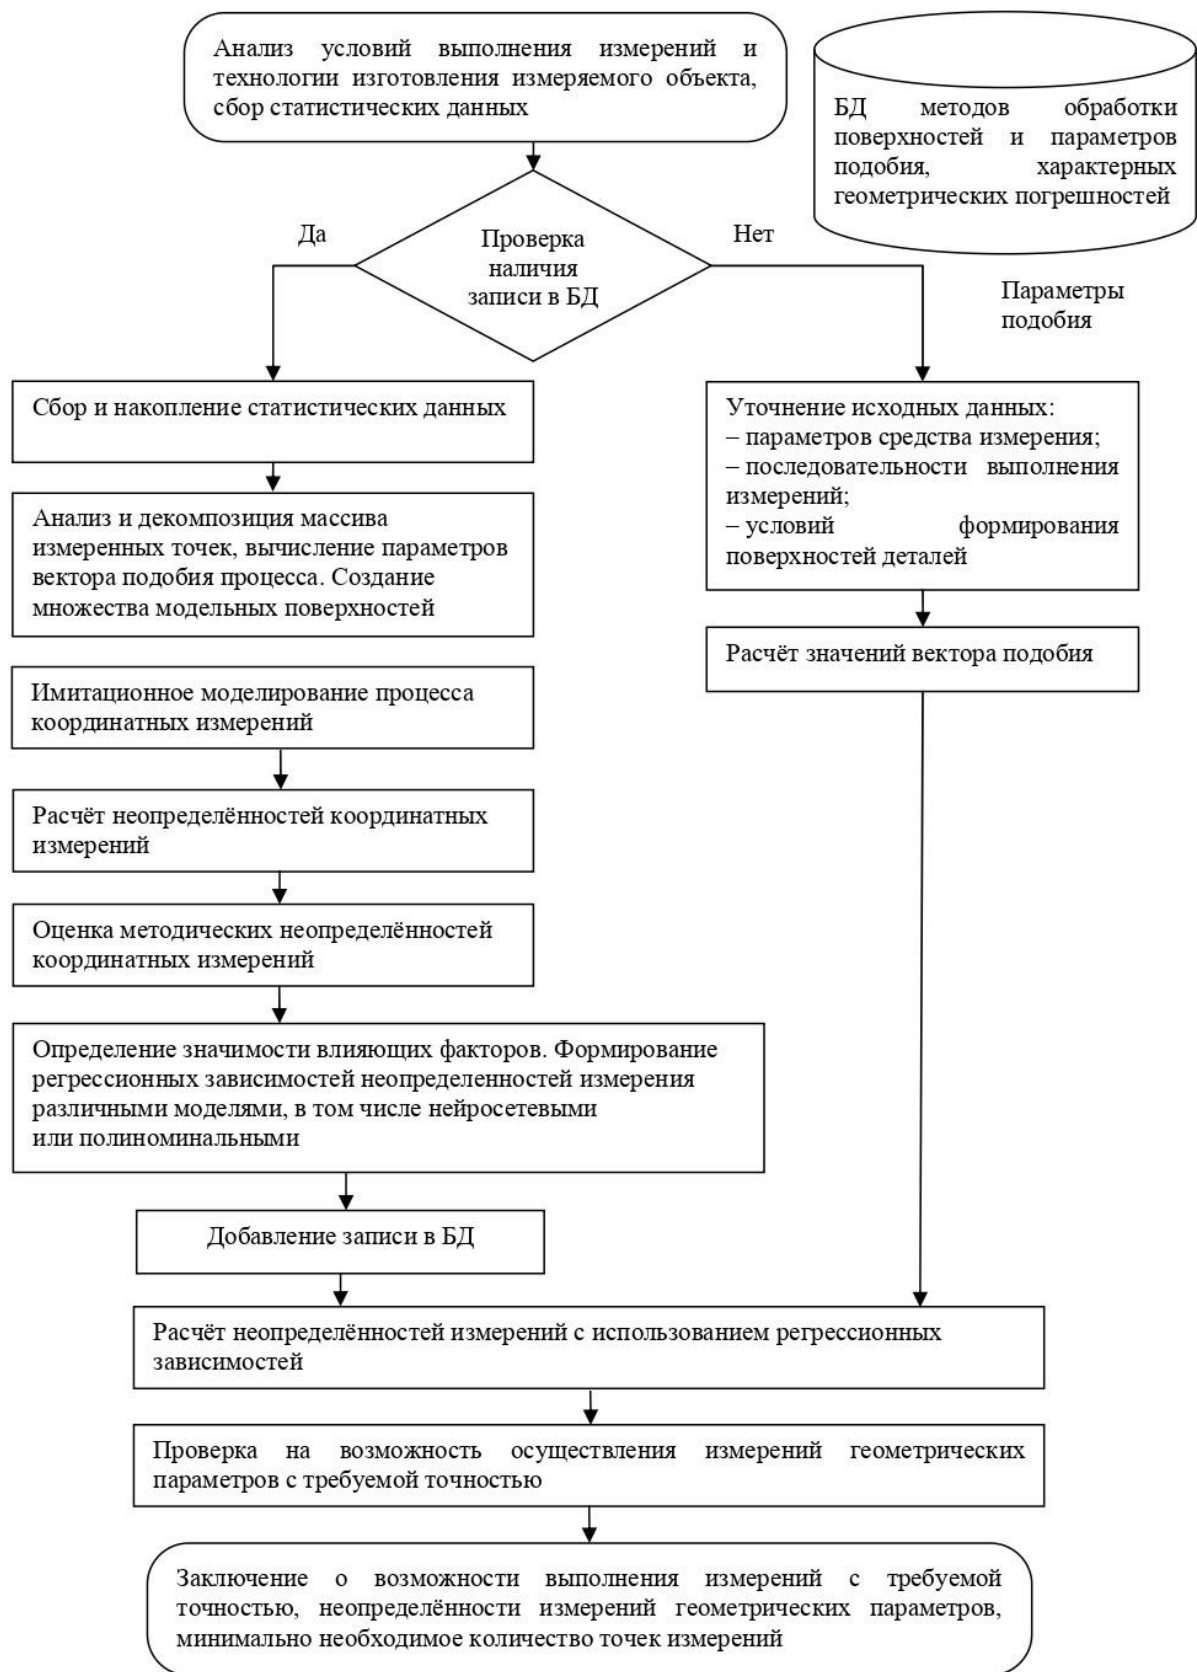 Анализ условий выполнения измерений и
технологии изготовления измеряемого объекта,
сбор статистических данных
БД методов обработки
поверхностей и параметров
подобия, характерных
геометрических погрешностей
Да
Проверка
наличия
записи в БД
Нет
Параметры
подобия
Сбор и накопление статистических данных
Уточнение исходных данных:
– параметров средства измерения;
– последовательности выполнения
измерений;
– условий формирования
поверхностей деталей
Анализ и декомпозиция массива
измеренных точек, вычисление параметров
вектора подобия процесса. Создание
множества модельных поверхностей
Расчёт значений вектора подобия
Имитационное моделирование процесса
координатных измерений
Расчёт неопределённостей координатных
измерений
Оценка методических неопределённостей
координатных измерений
Определение значимости влияющих факторов. Формирование
регрессионных зависимостей неопределенностей измерения
различными моделями, в том числе нейросетевыми
или полиноминальными
Добавление записи в БД
Расчёт неопределённостей измерений с использованием регрессионных
зависимостей
Проверка на возможность осуществления измерений геометрических
параметров с требуемой точностью
Заключение о возможности выполнения измерений с требуемой
точностью, неопределённости измерений геометрических параметров,
минимально необходимое количество точек измерений